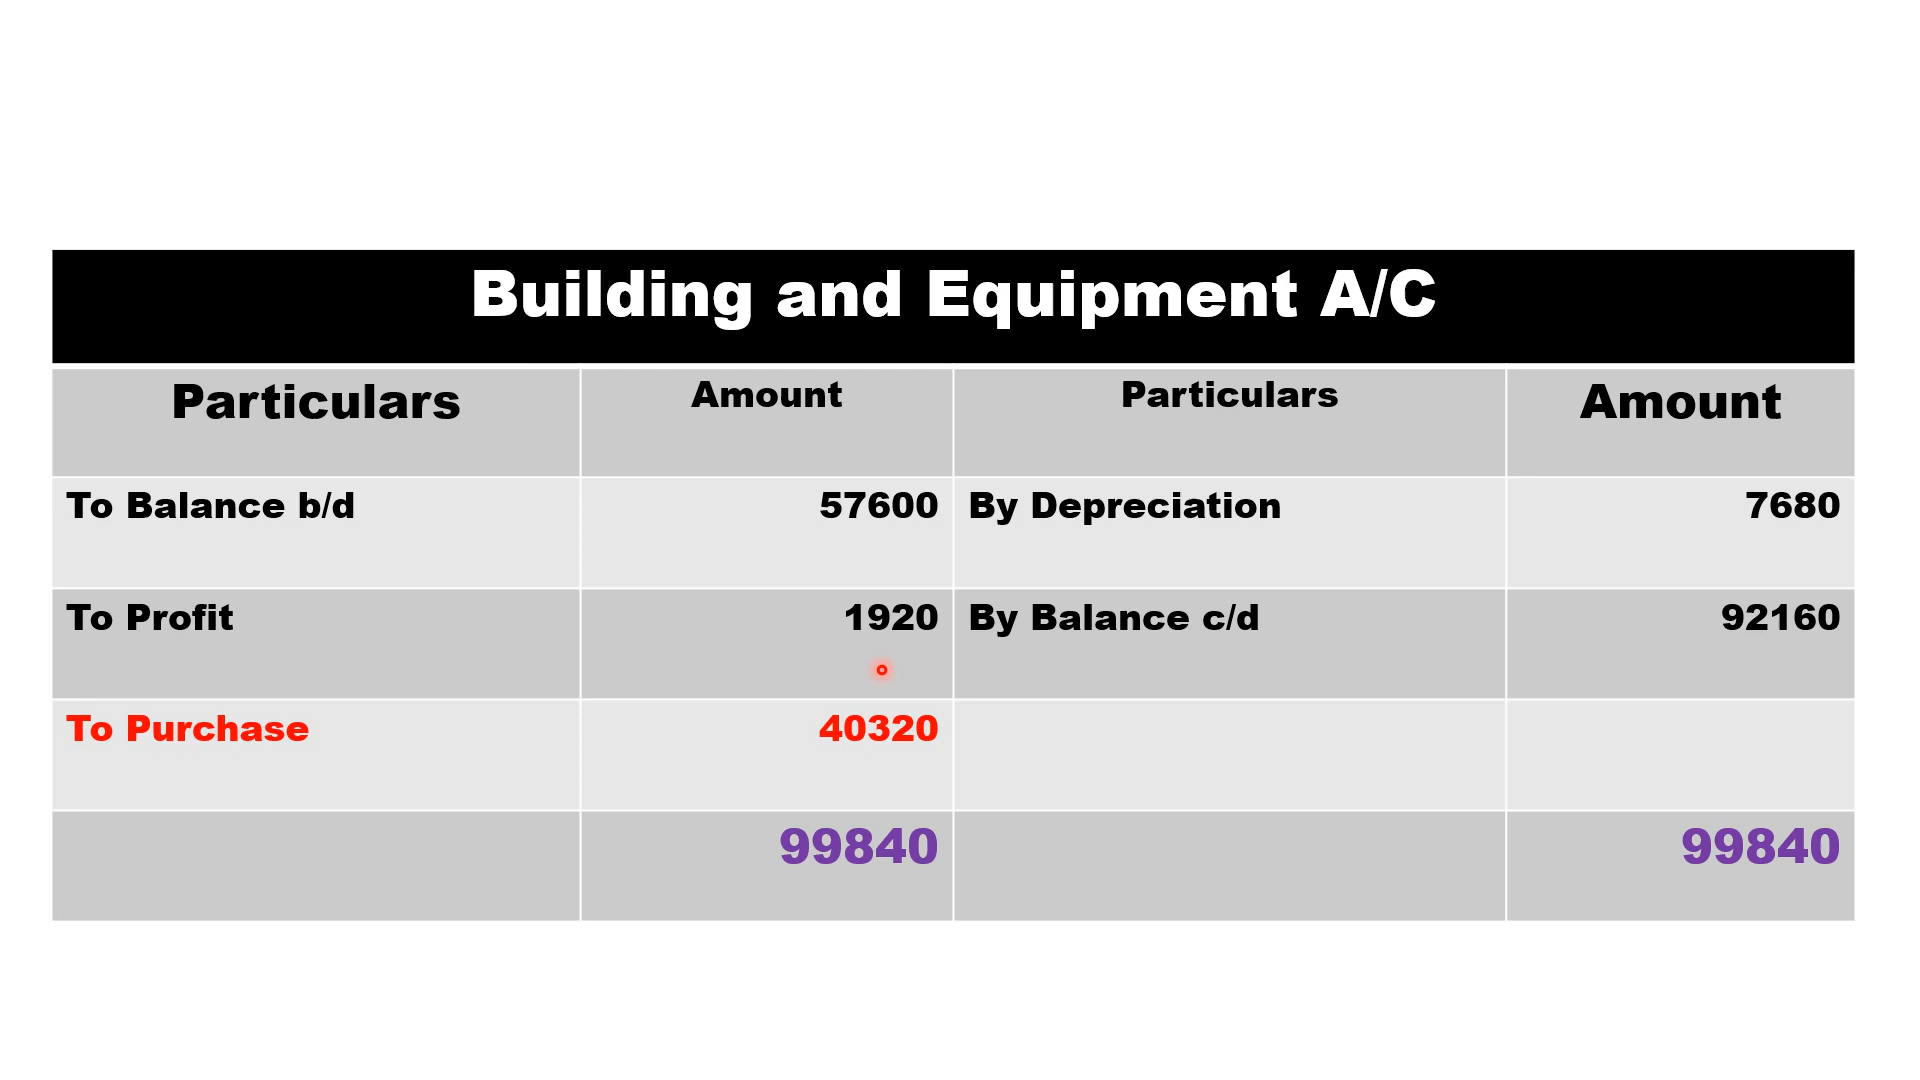 Building and Equipment A/C
Particulars Amount Particulars Amount
To Balance b/d 57600 By Depreciation 7680
To Profit 1920 By Balance c/d 92160
To Purchase 40320
99840 99840